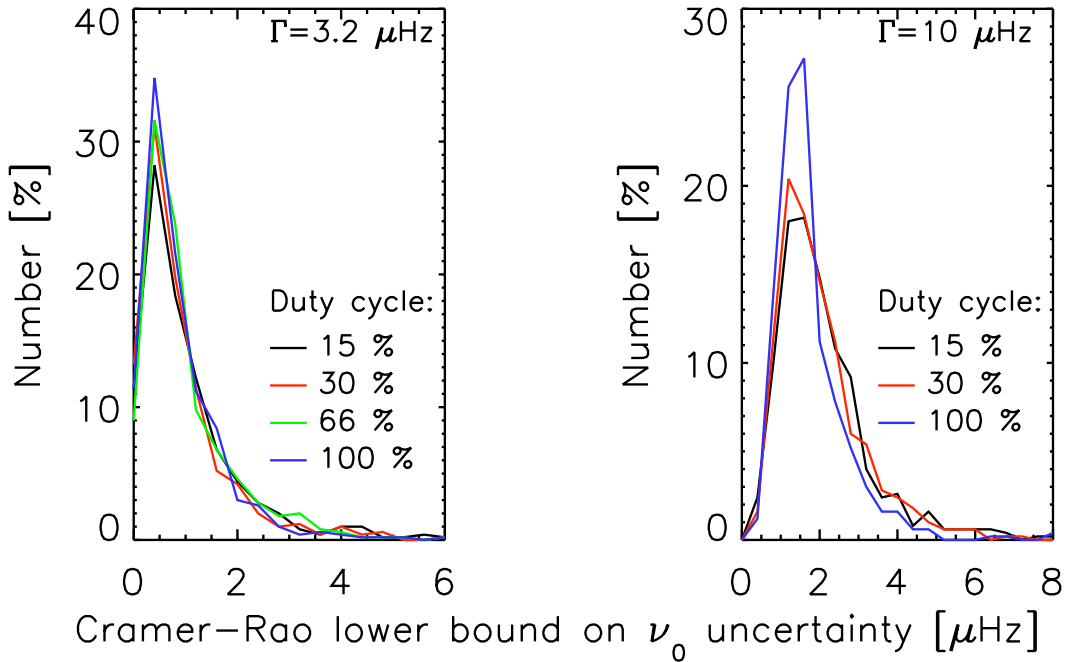 Γ=3.2 μHz
40
30
20
10
0
Number [%]
Duty cycle:
15 %
30 %
66 %
100 %
0 2 4 6
Γ=10 μHz
30
20
10
0
Number [%]
Duty cycle:
15 %
30 %
100 %
0 2 4 6 8
Cramer–Rao lower bound on ν₀ uncertainty [μHz]